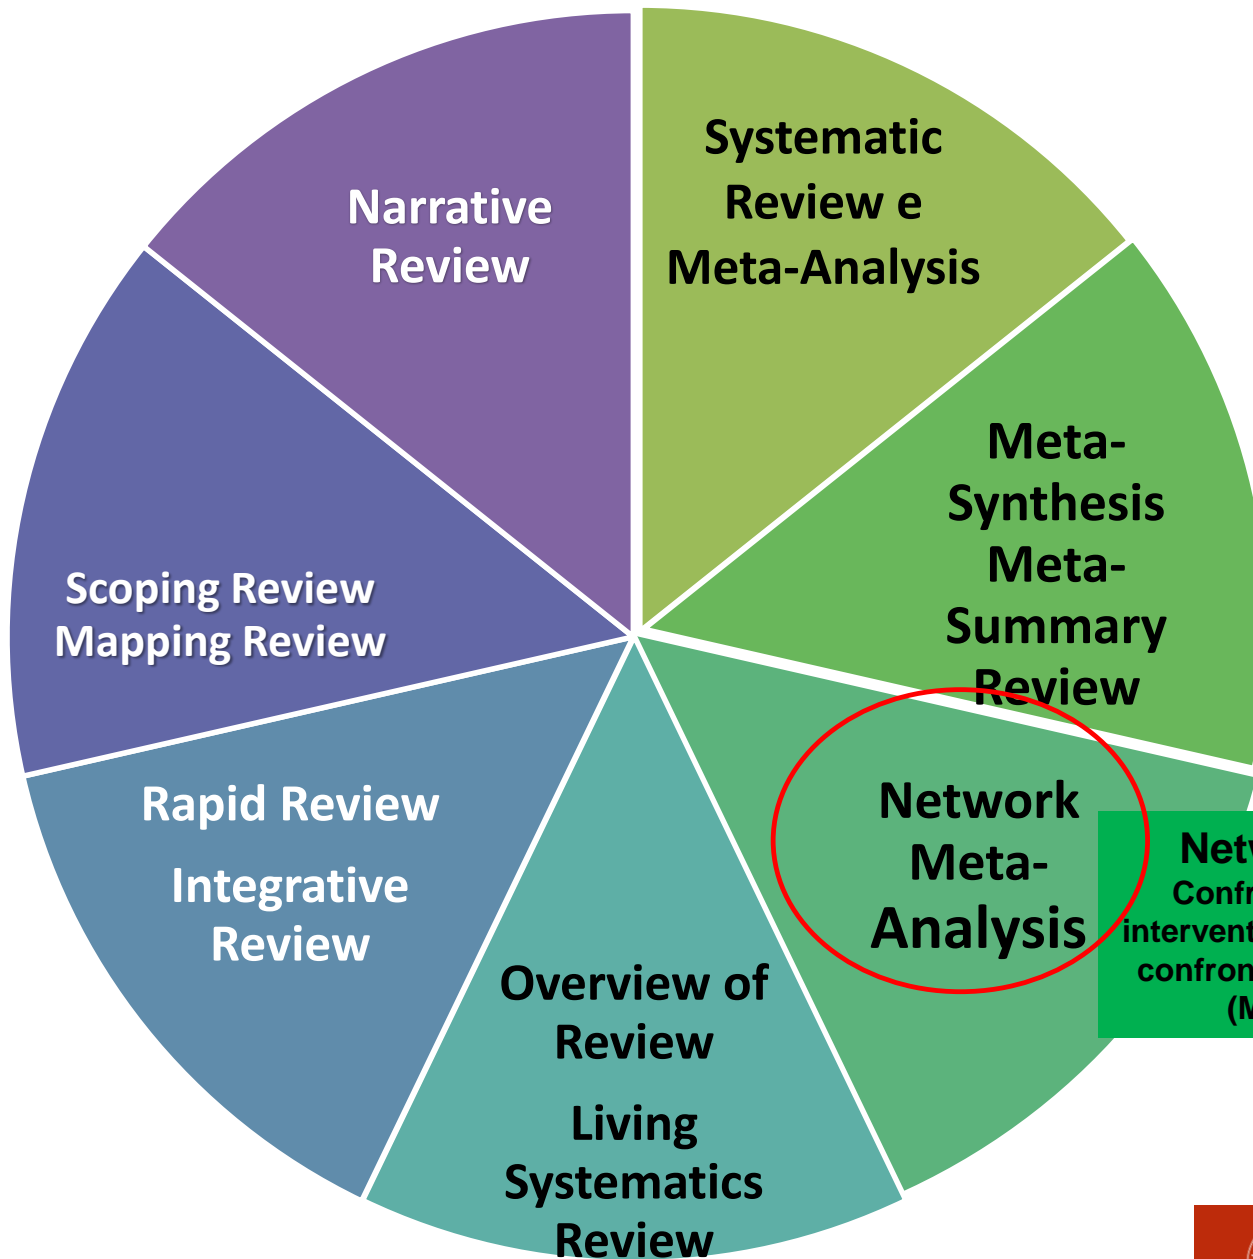 Systematic
Review e
Meta-Analysis
Narrative
Review
Meta-
Synthesis
Meta-
Summary
Review
Scoping Review
Mapping Review
Network
Meta-
Analysis
Rapid Review
Integrative
Review
Overview of
Review
Living
Systematics
Review